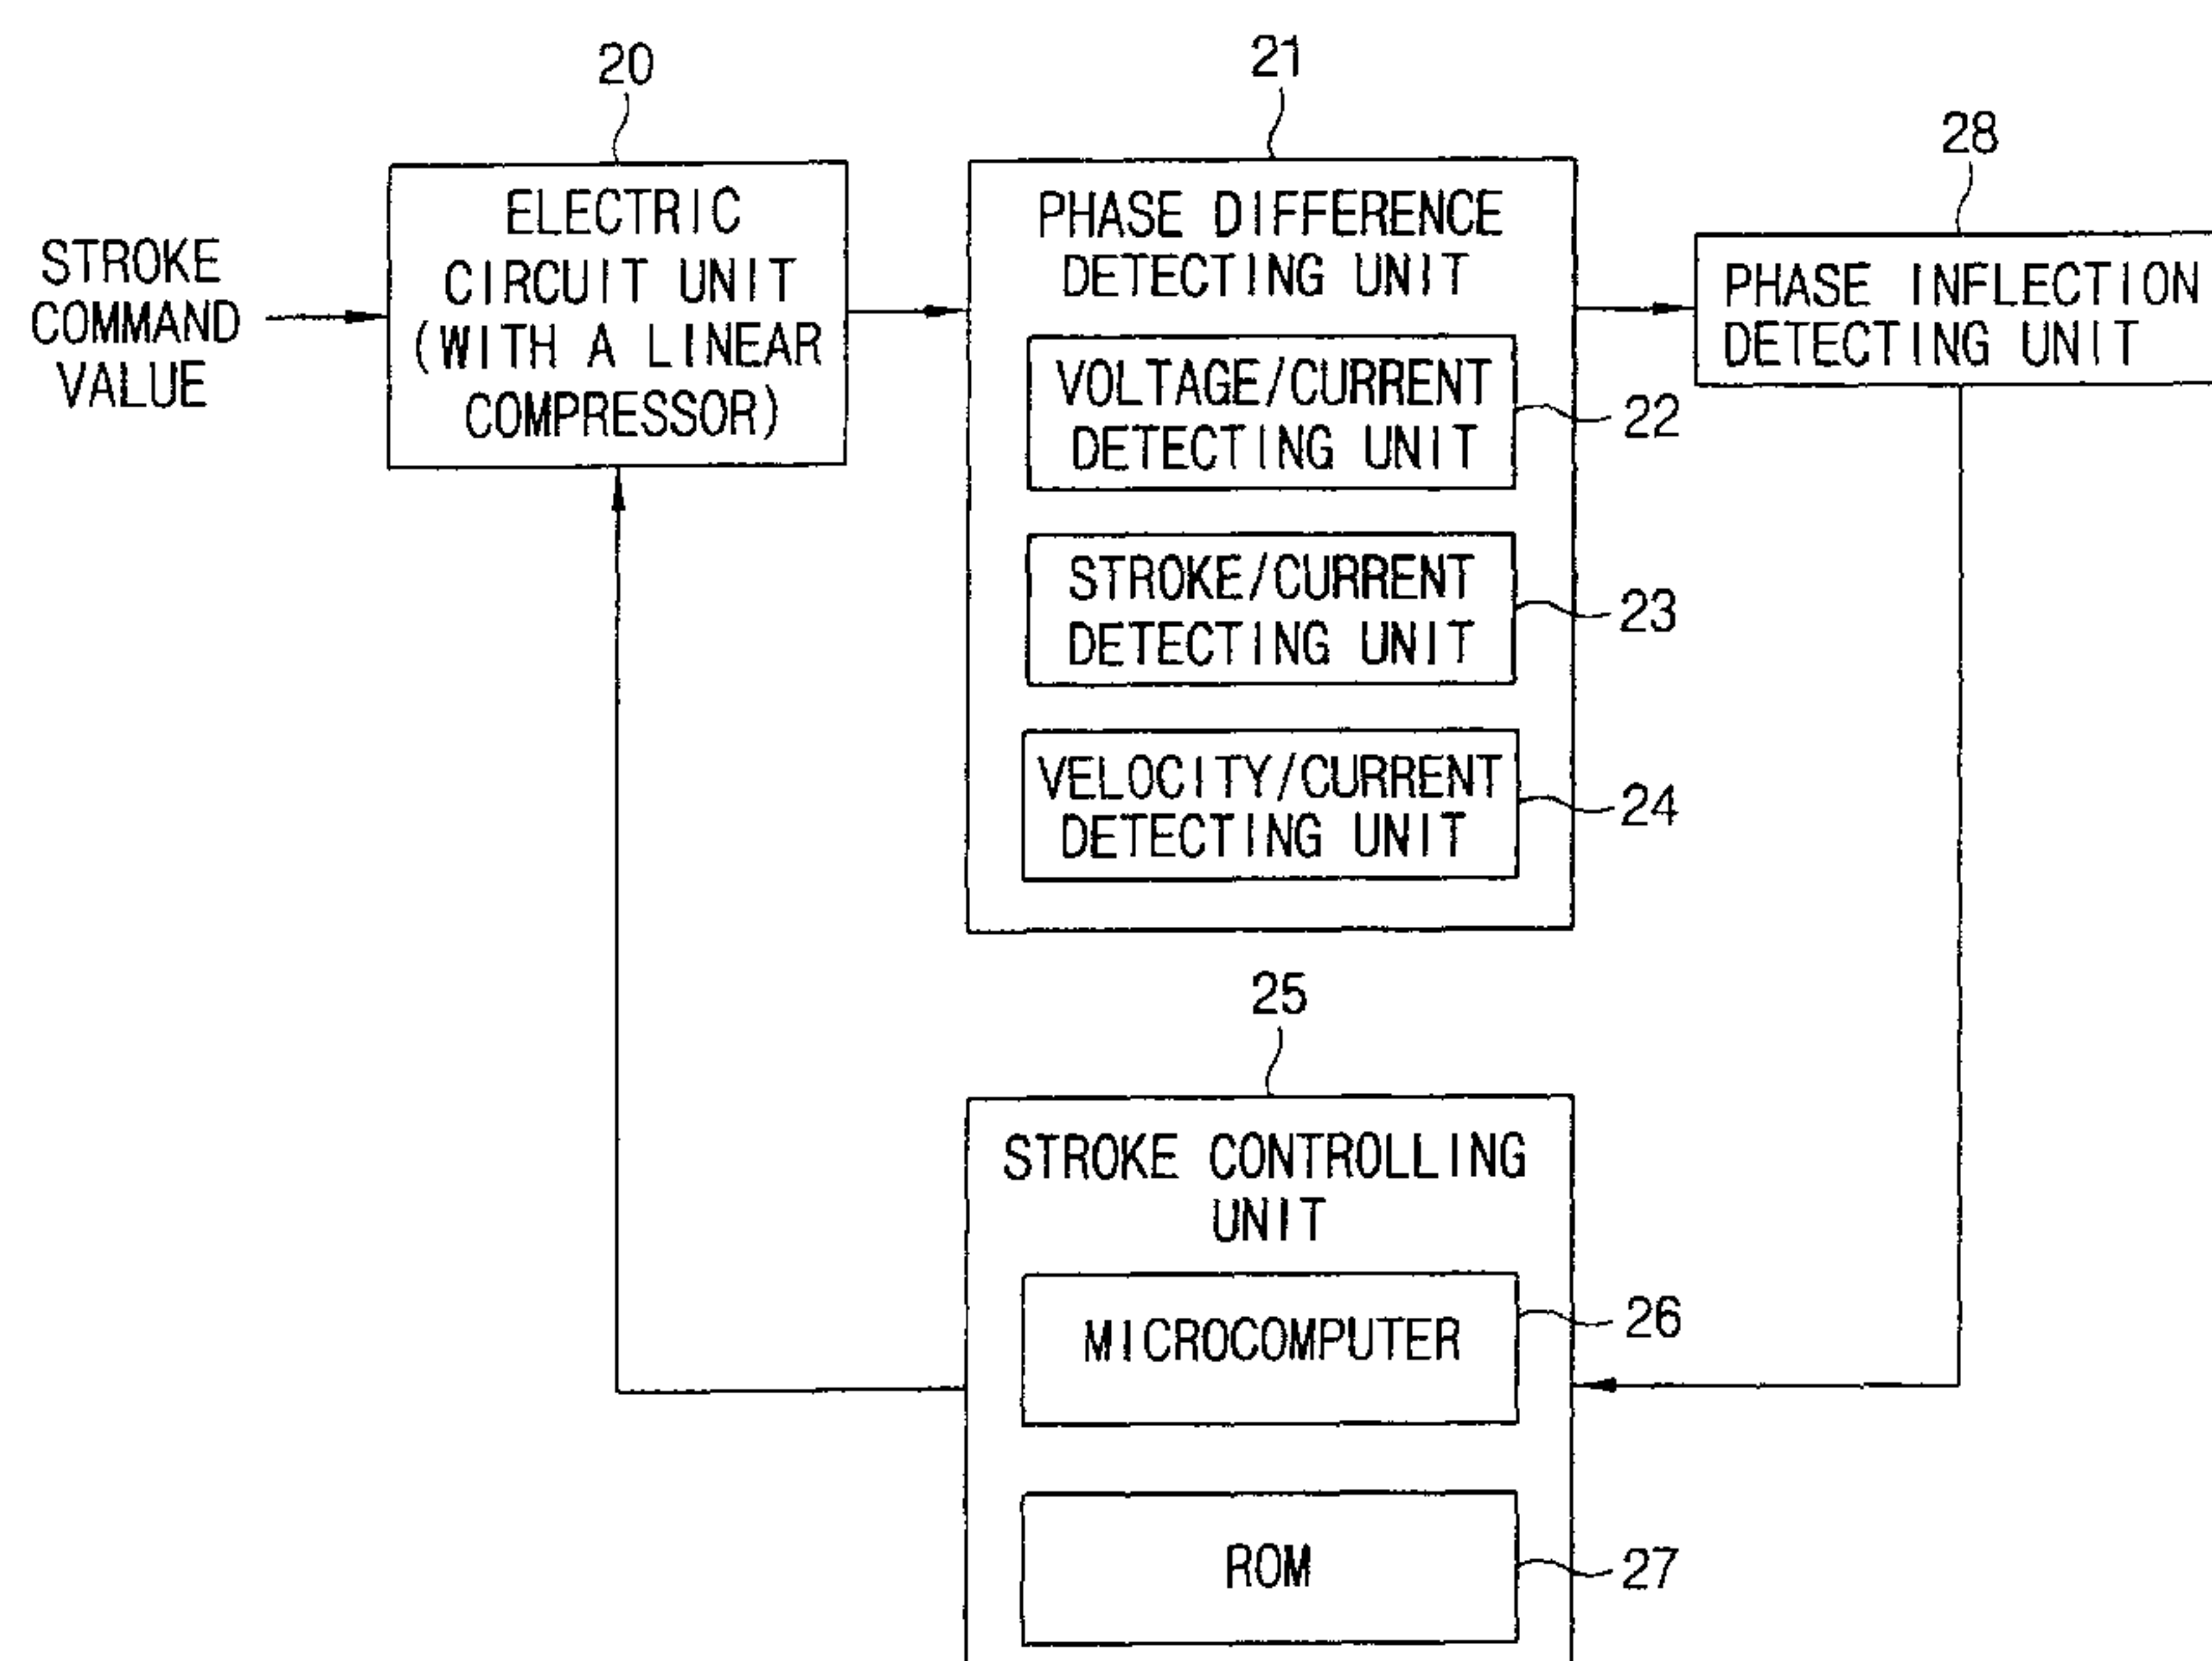 20
21
28
STROKE
COMMAND
VALUE
ELECTRIC
CIRCUIT UNIT
(WITH A LINEAR
COMPRESSOR)
PHASE DIFFERENCE
DETECTING UNIT
VOLTAGE/CURRENT
DETECTING UNIT
22
STROKE/CURRENT
DETECTING UNIT
23
VELOCITY/CURRENT
DETECTING UNIT
24
PHASE INFLECTION
DETECTING UNIT
25
STROKE CONTROLLING
UNIT
MICROCOMPUTER
26
ROM
27